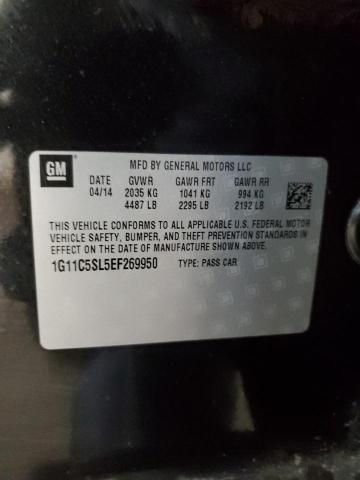 GM
MFD BY GENERAL MOTORS LLC
DATE GVWR GAWR FRT GAWR RR
04/14 2035 KG 1041 KG 994 KG
4487 LB 2295 LB 2192 LB
THIS VEHICLE CONFORMS TO ALL APPLICABLE U.S. FEDERAL MOTOR
VEHICLE SAFETY, BUMPER, AND THEFT PREVENTION STANDARDS
IN EFFECT ON THE DATE OF MANUFACTURE SHOWN ABOVE.
1G11C5SL5EF269950 TYPE: PASS CAR